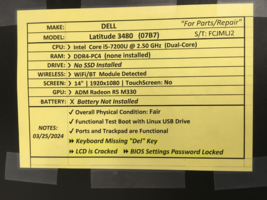 MAKE: DELL "For Parts/Repair"
MODEL: Latitude 3480 (07B7) S/T: FCJMLJ2
CPU: ✓ Intel Core i5-7200U @ 2.50 GHz (Dual-Core)
RAM: ✓ DDR4-PC4 (none installed)
DRIVE: ✓ No SSD Installed
WIRELESS: ✓ WiFi/BT Module Detected
SCREEN: ✓ 14" | 1920x1080 | TouchScreen: No
GPU: ✓ ADM Radeon R5 M330
BATTERY: X Battery Not Installed
NOTES:
03/25/2024
✓ Overall Physical Condition: Fair
✓ Functional Test Boot with Linux USB Drive
✓ Ports and Trackpad are Functional
» Keyboard Missing "Del" Key
» LCD Is Cracked » BIOS Settings Password Locked